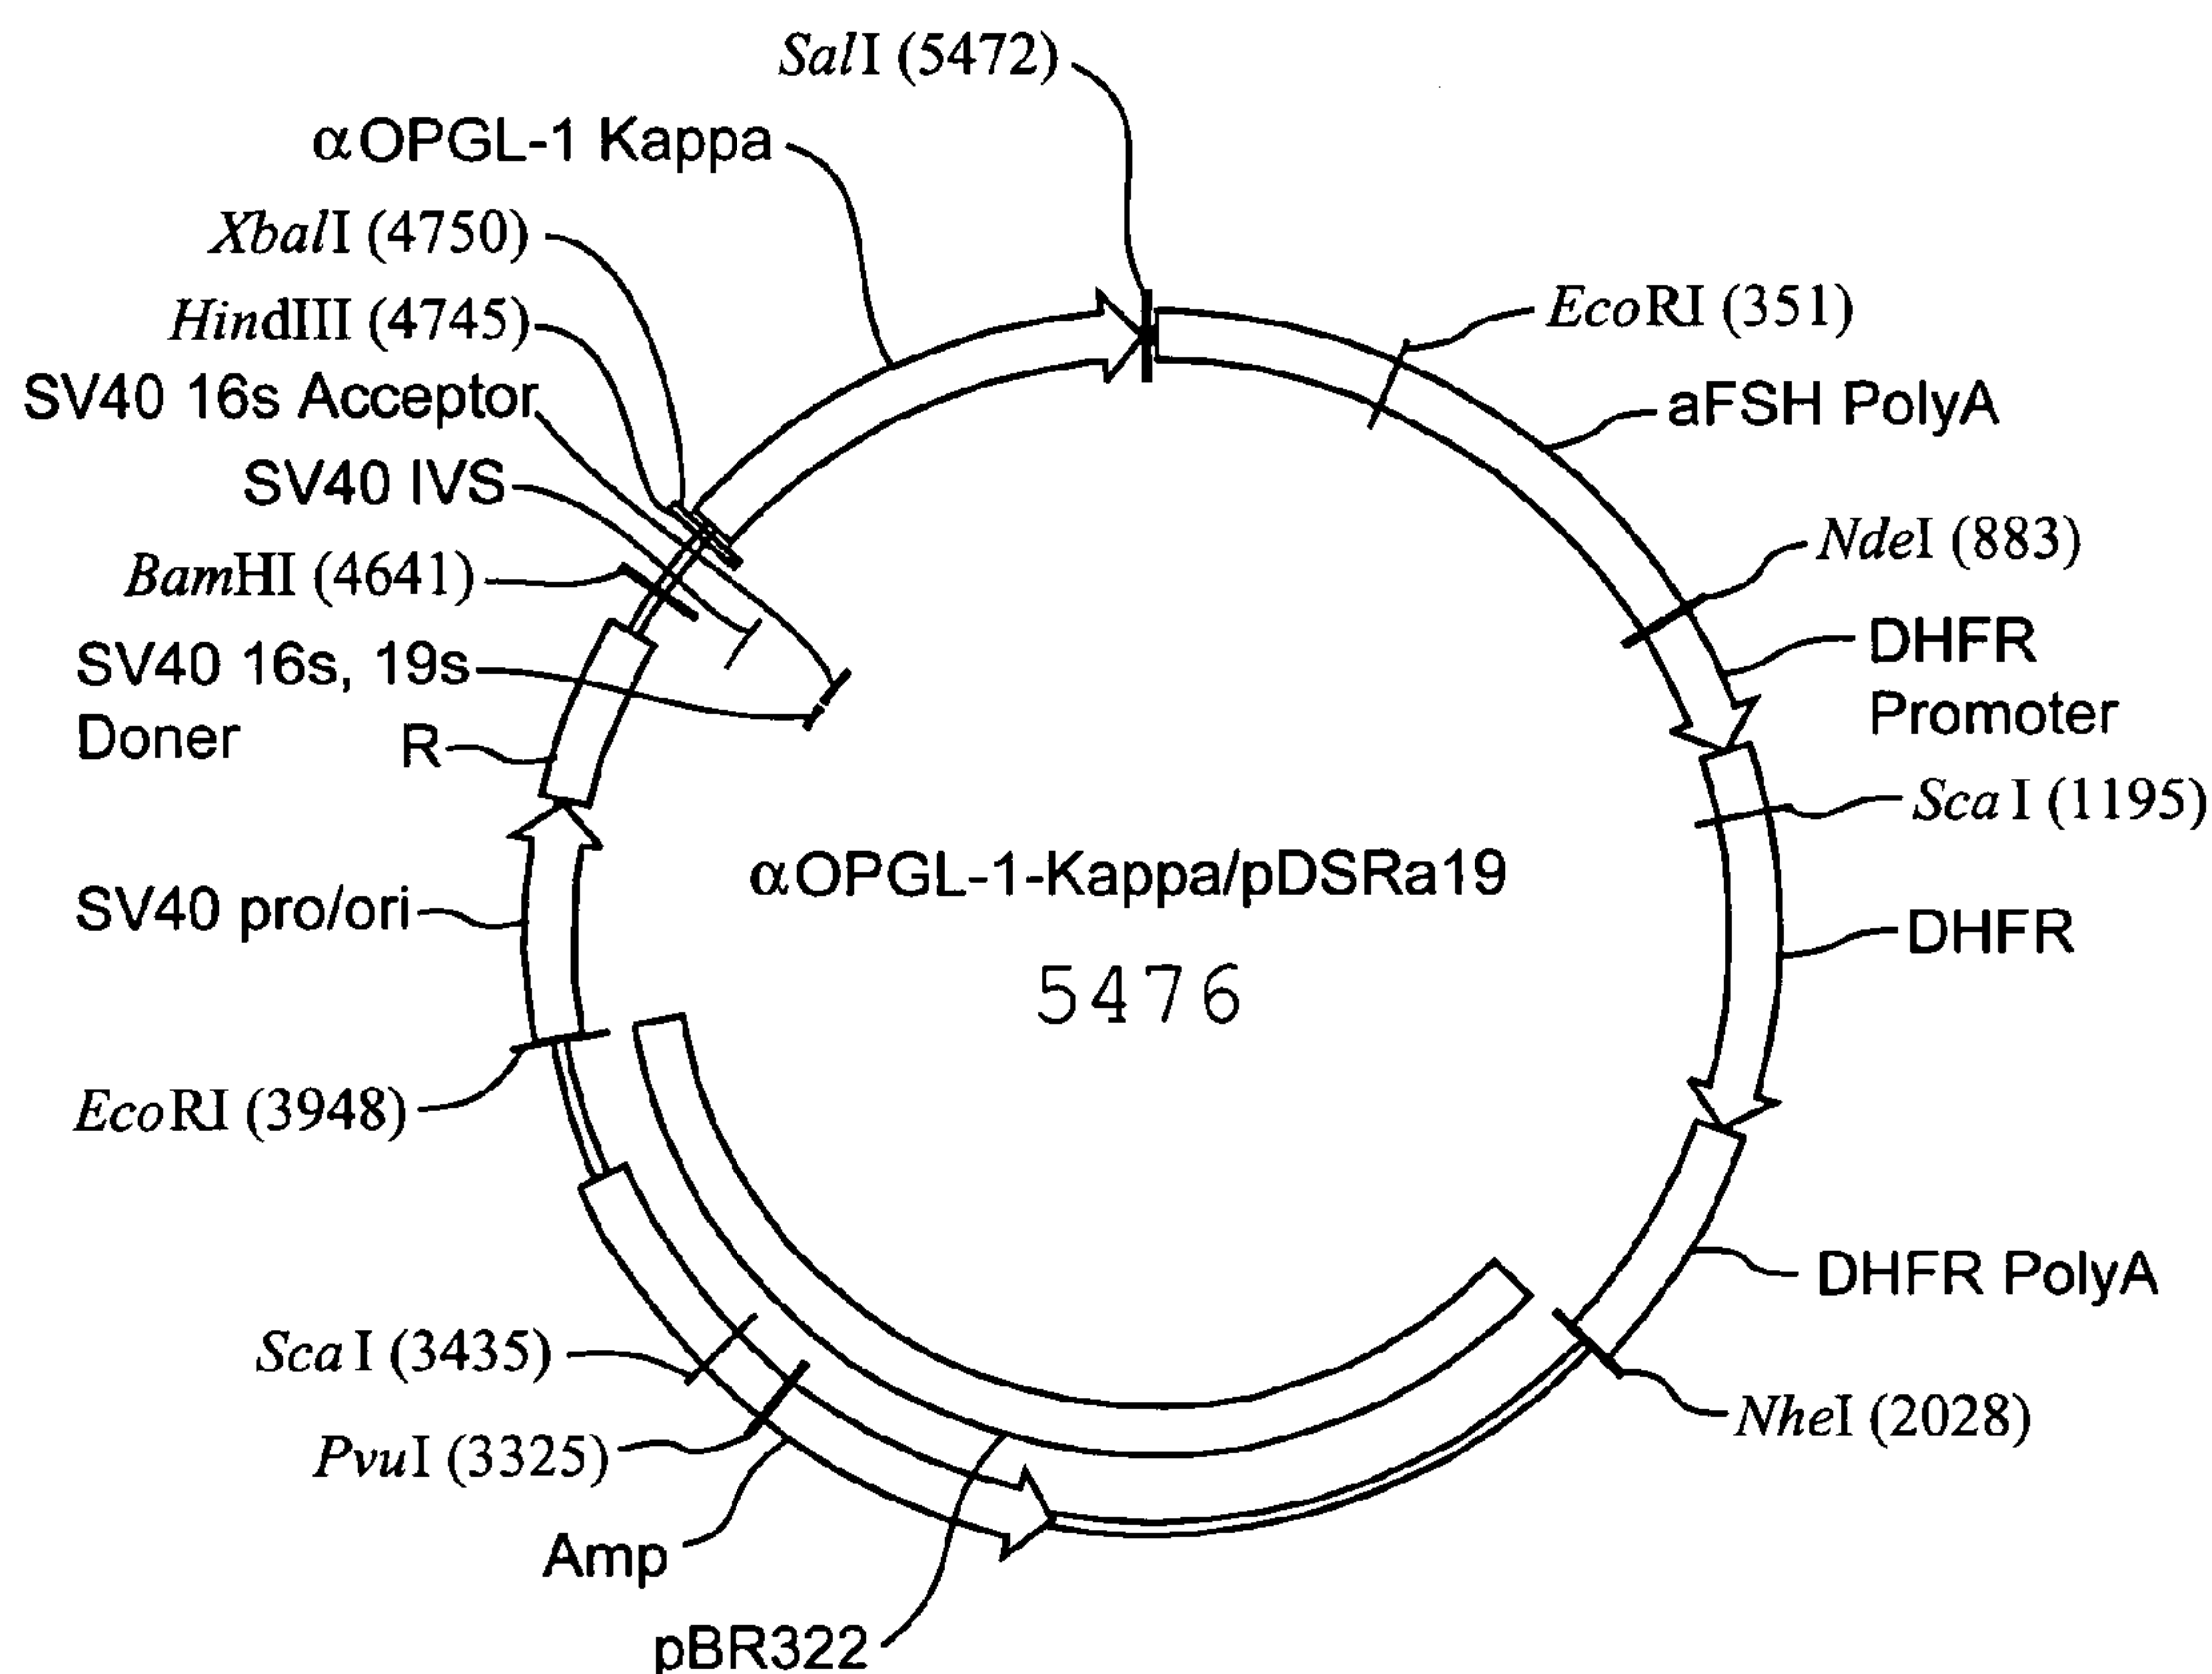 SalI (5472)
αOPGL-1 Kappa
XbalI (4750)
HindIII (4745)
SV40 16s Acceptor
SV40 IVS
BamHI (4641)
SV40 16s, 19s
Doner
R
SV40 pro/ori
EcoRI (3948)
ScaI (3435)
PvuI (3325)
Amp
pBR322
EcoRI (351)
aFSH PolyA
NdeI (883)
DHFR
Promoter
ScaI (1195)
DHFR
DHFR PolyA
NheI (2028)
αOPGL-1-Kappa/pDSRa19
5476